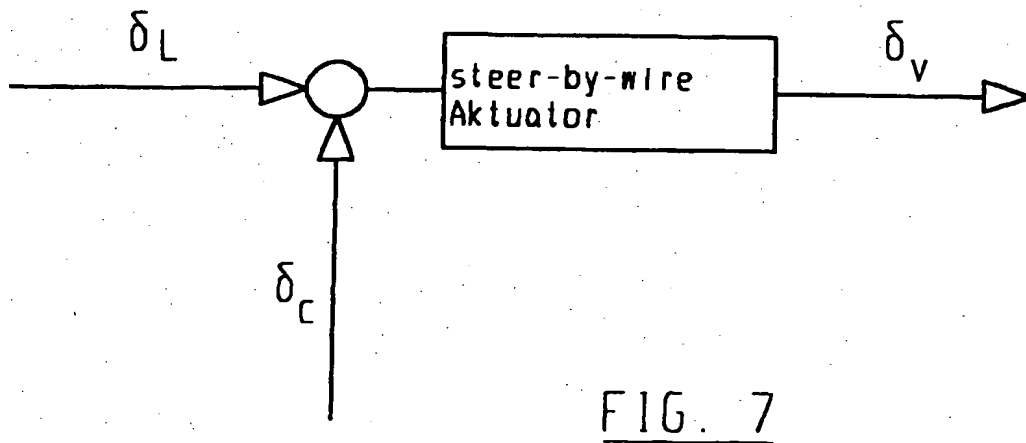 δL
steer-by-wire
Aktuator
δv
δC
FIG. 7